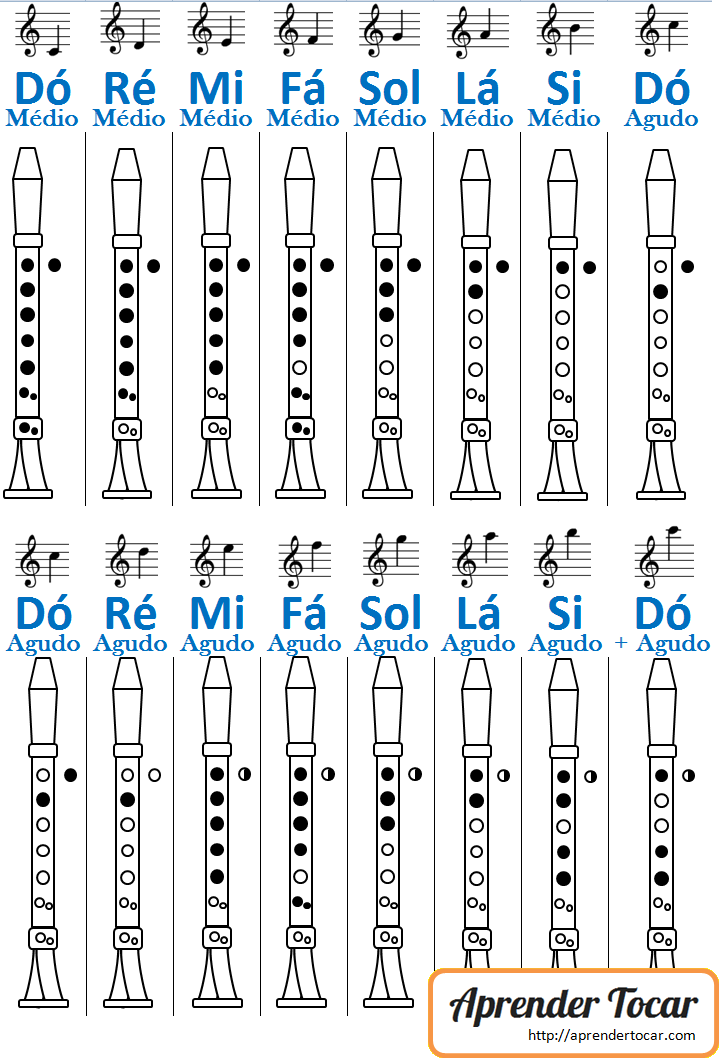 Dó Ré Mi Fá Sol Lá Si Dó
Médio Médio Médio Médio Médio Médio Médio Agudo
Dó Ré Mi Fá Sol Lá Si Dó
Agudo Agudo Agudo Agudo Agudo Agudo Agudo + Agudo
Aprender Tocar
http://aprendertocar.com